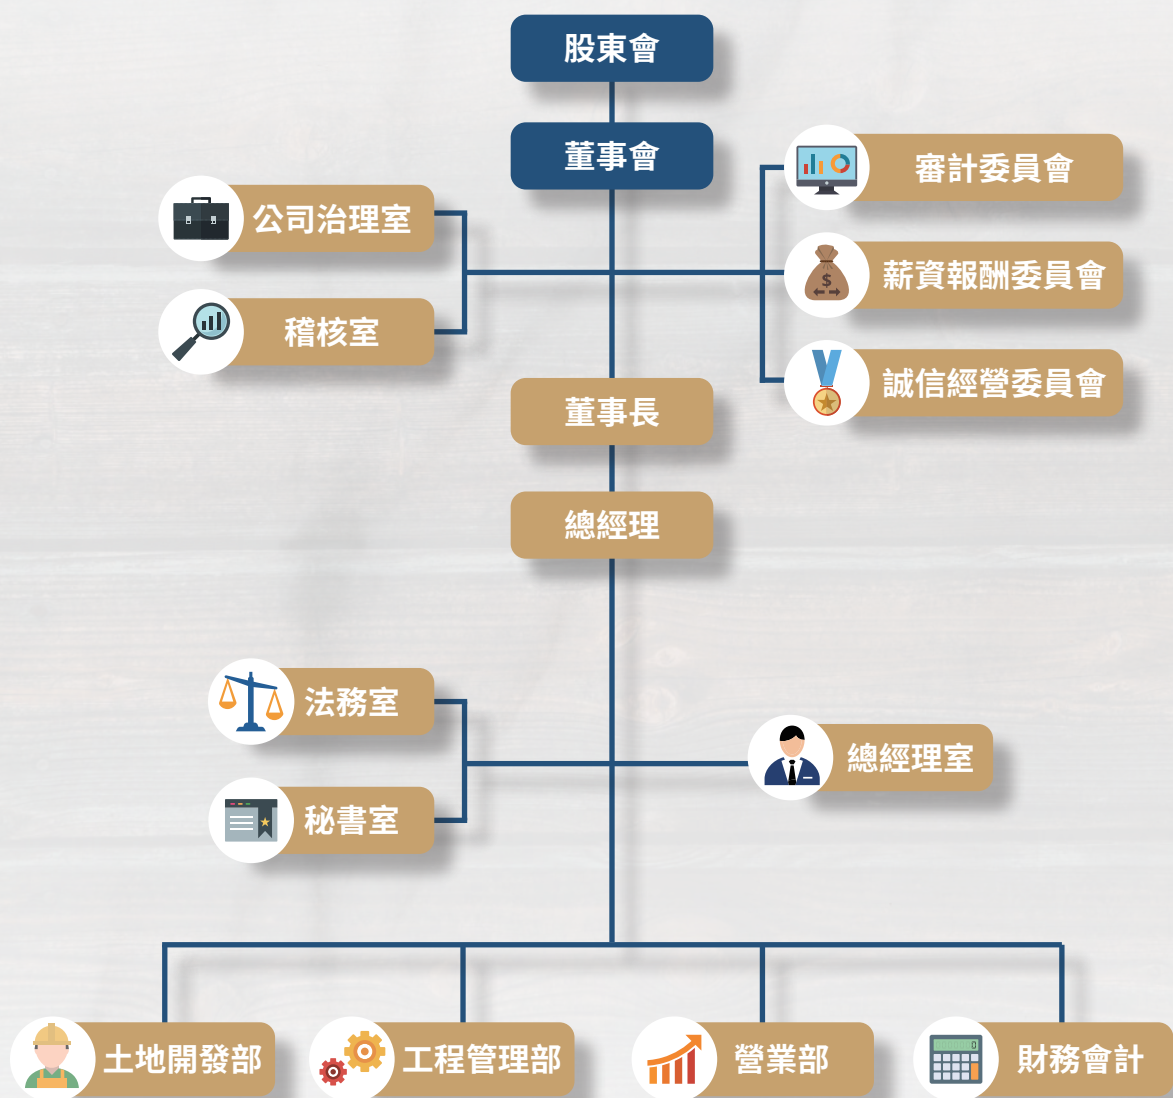 股東會
董事會
審計委員會
公司治理室
薪資報酬委員會
稽核室
誠信經營委員會
董事長
總經理
法務室
總經理室
秘書室
土地開發部
工程管理部
營業部
財務會計